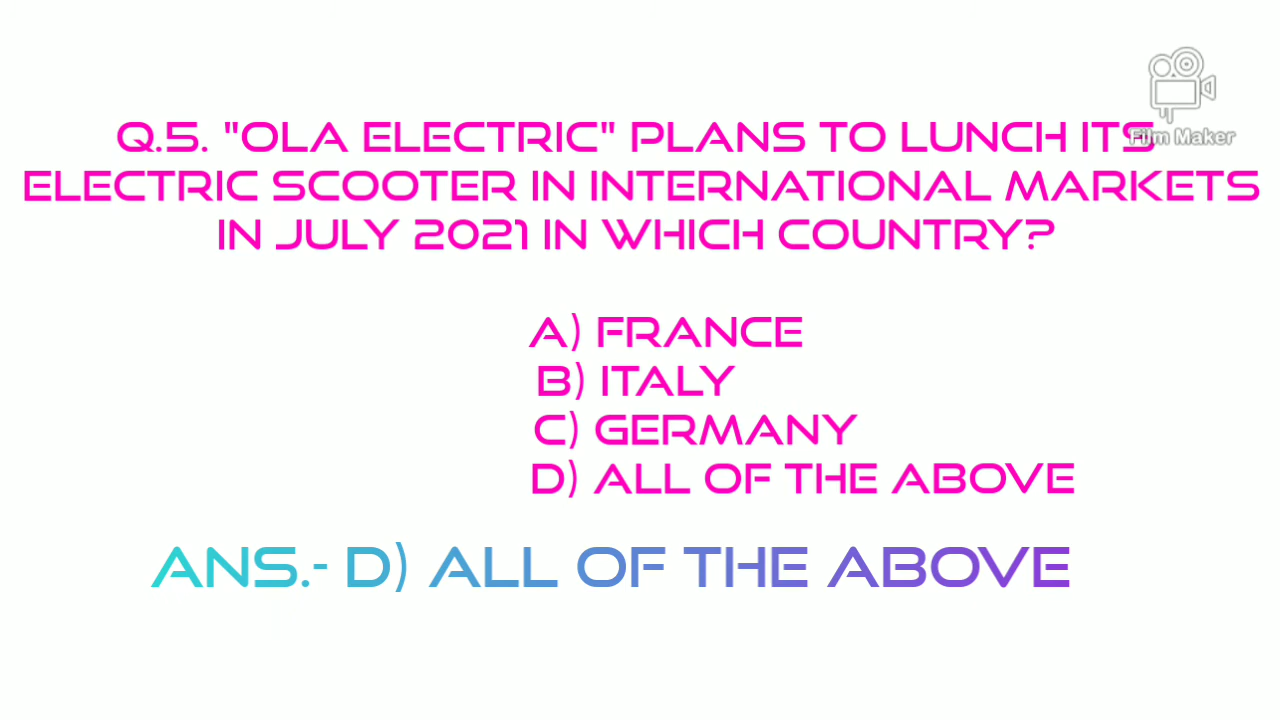 Q.5. "OLA ELECTRIC" PLANS TO LUNCH ITS
ELECTRIC SCOOTER IN INTERNATIONAL MARKETS
IN JULY 2021 IN WHICH COUNTRY?
A) FRANCE
B) ITALY
C) GERMANY
D) ALL OF THE ABOVE
ANS.- D) ALL OF THE ABOVE
Film Maker